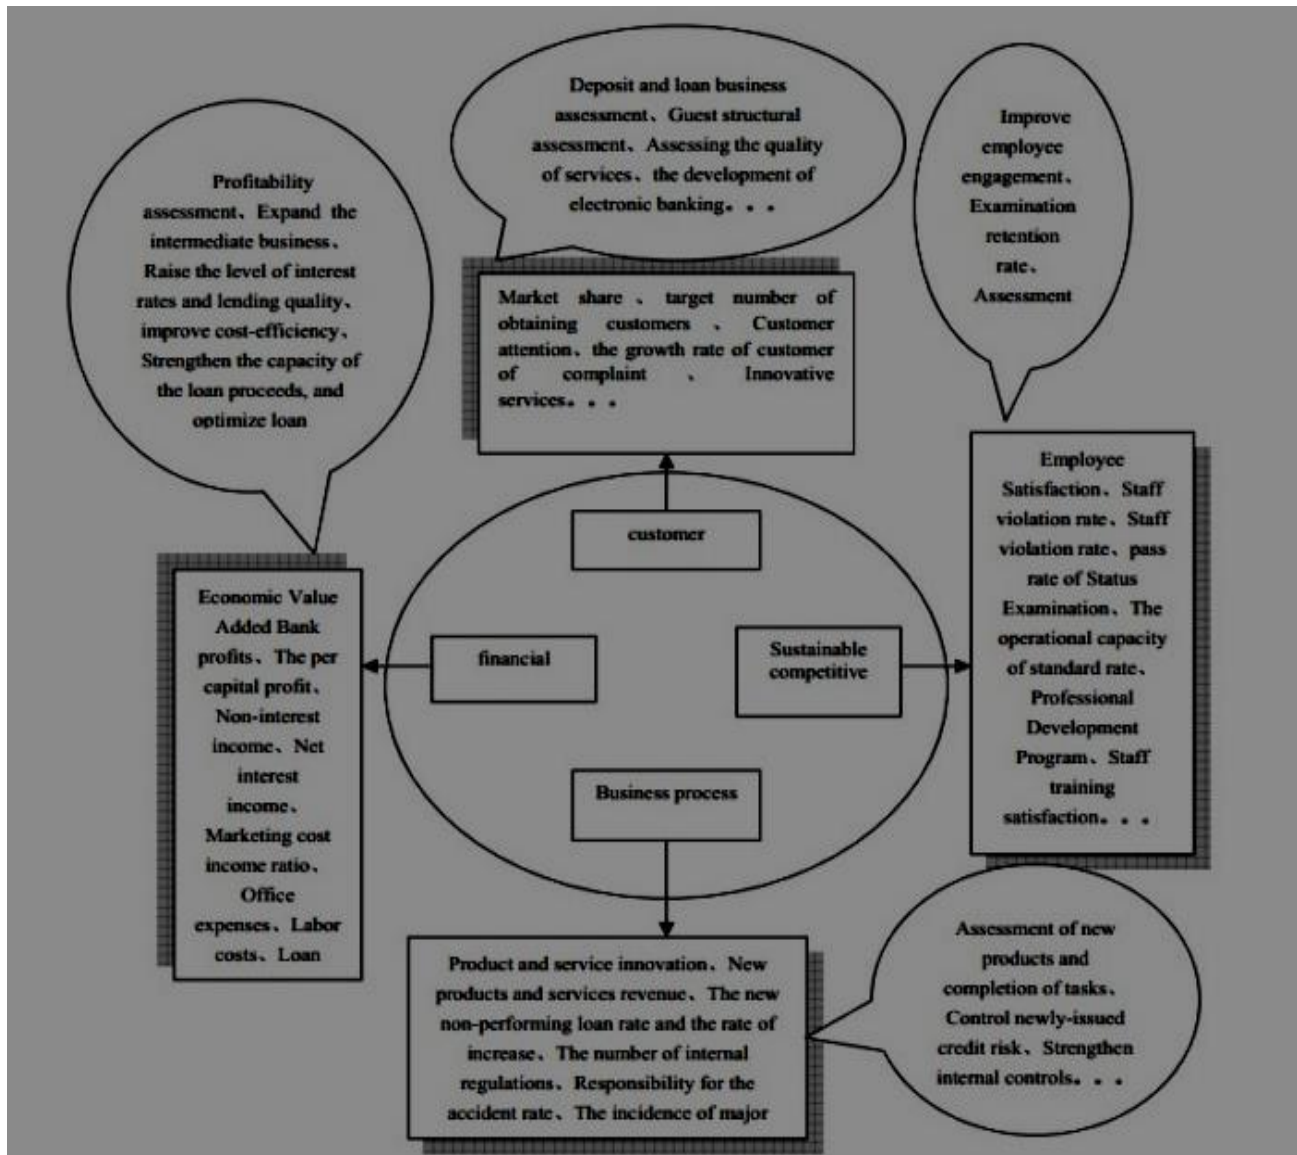 Deposit and loan business
assessment、Guest structural
assessment、Assessing the quality
of services、the development of
electronic banking。。。
Improve
employee
engagement、
Examination
retention
rate、
Assessment
Profitability
assessment、Expand the
intermediate business、
Raise the level of interest
rates and lending quality、
improve cost-efficiency、
Strengthen the capacity of
the loan proceeds, and
optimize loan
Market share 、 target number of
obtaining customers 、 Customer
attention、the growth rate of customer
of complaint 、 Innovative
services。。。
Employee
Satisfaction、Staff
violation rate、Staff
violation rate、pass
rate of Status
Examination、The
operational capacity
of standard rate、
Professional
Development
Program、Staff
training
satisfaction。。。
customer
financial
Sustainable
competitive
Business process
Economic Value
Added Bank
profits、The per
capital profit、
Non-interest
income、Net
interest
income、
Marketing cost
income ratio、
Office
expenses、Labor
costs、Loan
Product and service innovation、New
products and services revenue、The new
non-performing loan rate and the rate of
increase、The number of internal
regulations、Responsibility for the
accident rate、The incidence of major
Assessment of new
products and
completion of tasks、
Control newly-issued
credit risk、Strengthen
internal controls。。。